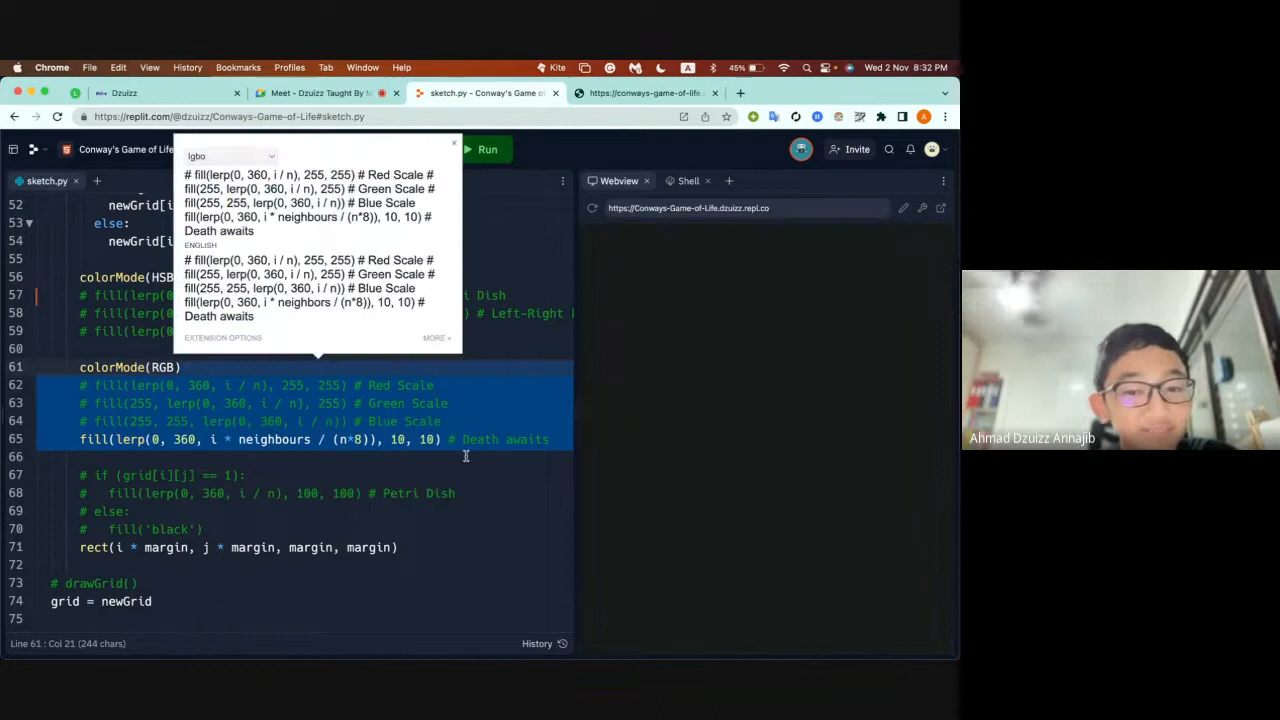 Chrome File Edit View History Bookmarks Profiles Tab Window Help Kite A 45% Wed 2 Nov 8:32 PM
Dzuizz Meet - Dzuizz Taught By M sketch.py - Conway's Game of https://conways-game-of-life.
https://replit.com/@dzuizz/Conways-Game-of-Life#sketch.py
Conway's Game of Life Run Invite
sketch.py
Webview Shell
https://Conways-Game-of-Life.dzuizz.repl.co
Igbo
# fill(lerp(0, 360, i / n), 255, 255) # Red Scale #
fill(255, lerp(0, 360, i / n), 255) # Green Scale #
fill(255, 255, lerp(0, 360, i / n)) # Blue Scale
fill(lerp(0, 360, i * neighbours / (n*8)), 10, 10) #
Death awaits
ENGLISH
# fill(lerp(0, 360, i / n), 255, 255) # Red Scale #
fill(255, lerp(0, 360, i / n), 255) # Green Scale #
fill(255, 255, lerp(0, 360, i / n)) # Blue Scale
fill(lerp(0, 360, i * neighbors / (n*8)), 10, 10) #
Death awaits
EXTENSION OPTIONS MORE »
52 newGrid[i
53 else:
54 newGrid[i
55
56 colorMode(HSB
57 # fill(lerp(0 i Dish
58 # fill(lerp(0 ) # Left-Right
59 # fill(lerp(0
60
61 colorMode(RGB)
62 # fill(lerp(0, 360, i / n), 255, 255) # Red Scale
63 # fill(255, lerp(0, 360, i / n), 255) # Green Scale
64 # fill(255, 255, lerp(0, 360, i / n)) # Blue Scale
65 fill(lerp(0, 360, i * neighbours / (n*8)), 10, 10) # Death awaits
66
67 # if (grid[i][j] == 1):
68 # fill(lerp(0, 360, i / n), 100, 100) # Petri Dish
69 # else:
70 # fill('black')
71 rect(i * margin, j * margin, margin, margin)
72
73 # drawGrid()
74 grid = newGrid
75
Line 61 : Col 21 (244 chars) History
Ahmad Dzuizz Annajib